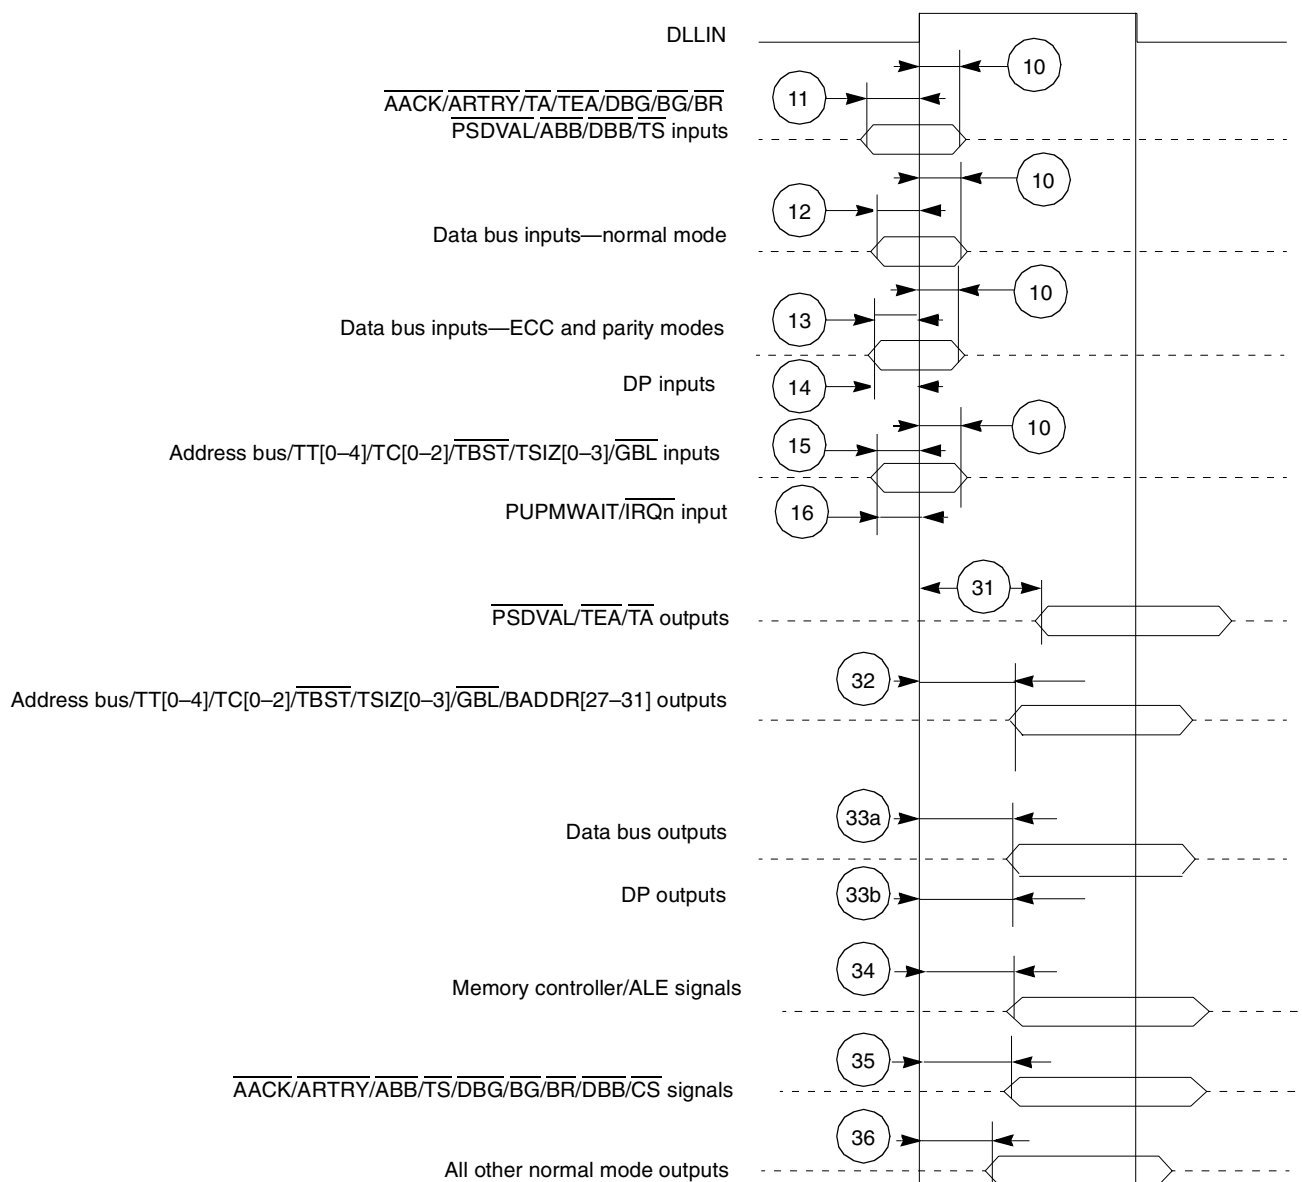 DLLIN
10
11
AACK/ARTRY/TA/TEA/DBG/BG/BR
PSDVAL/ABB/DBB/TS inputs
10
12
Data bus inputs—normal mode
10
13
Data bus inputs—ECC and parity modes
DP inputs
14
10
15
Address bus/TT[0–4]/TC[0–2]/TBST/TSIZ[0–3]/GBL inputs
PUPMWAIT/IRQn input
16
31
PSDVAL/TEA/TA outputs
32
Address bus/TT[0–4]/TC[0–2]/TBST/TSIZ[0–3]/GBL/BADDR[27–31] outputs
33a
Data bus outputs
DP outputs
33b
34
Memory controller/ALE signals
35
AACK/ARTRY/ABB/TS/DBG/BG/BR/DBB/CS signals
36
All other normal mode outputs